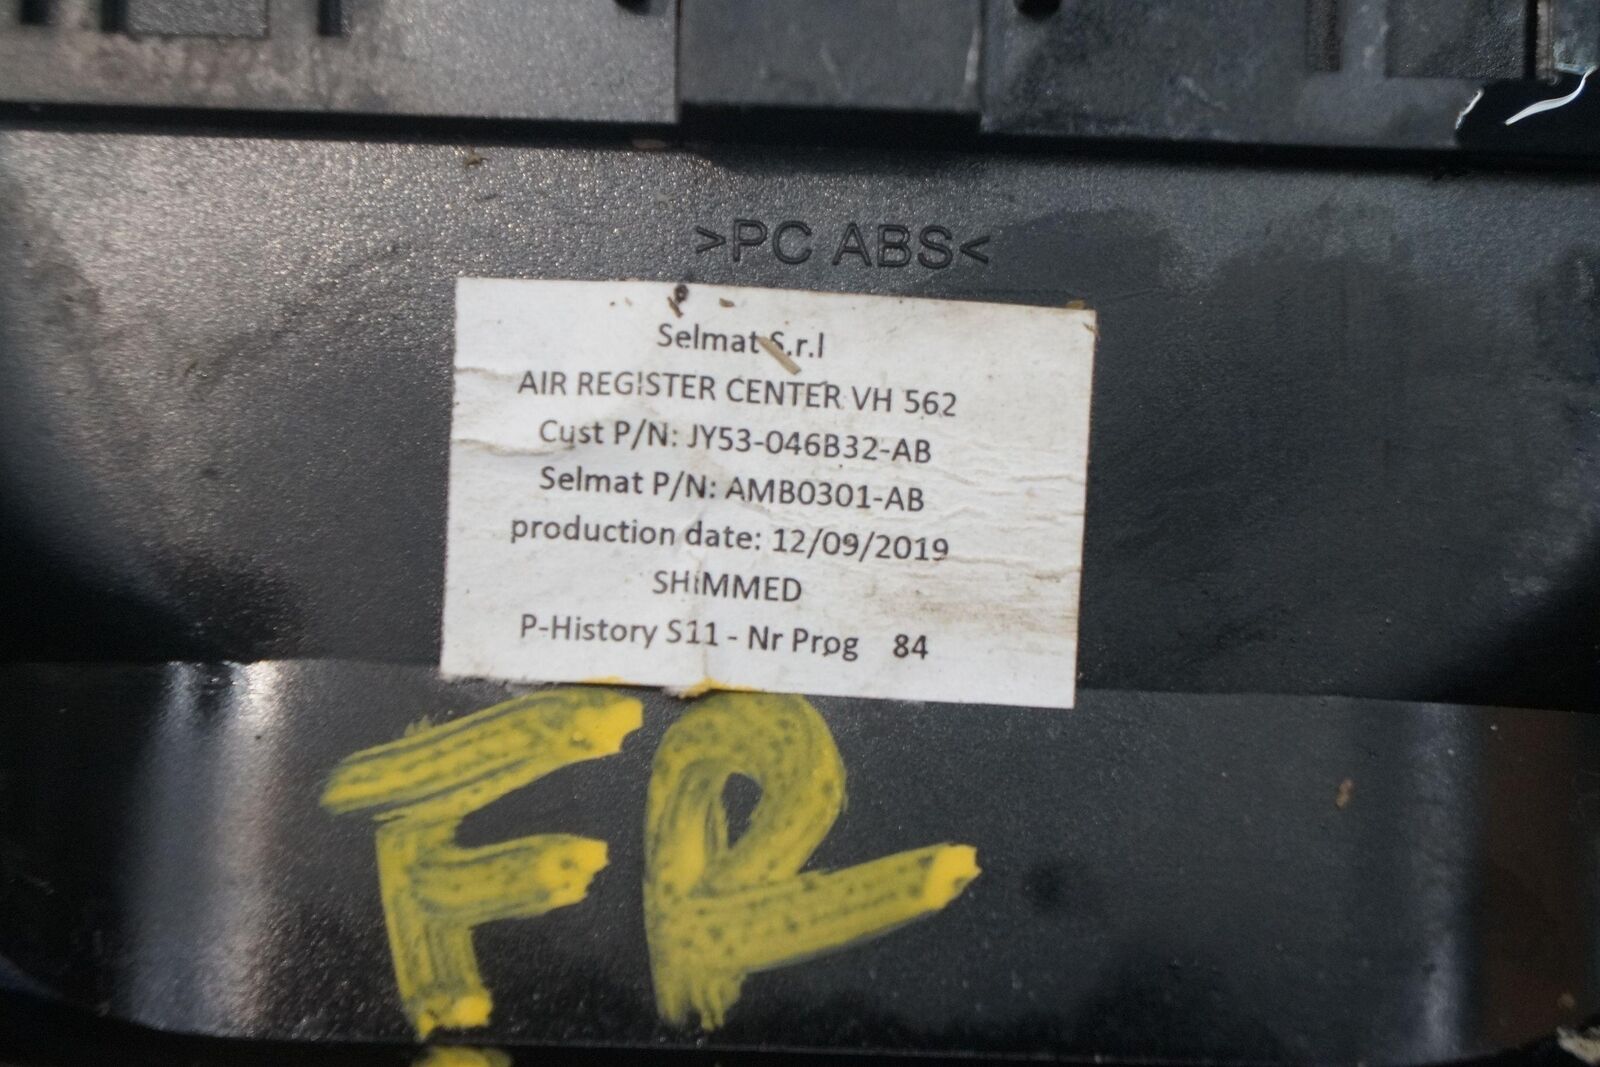 >PC ABS<
Selmat S.r.l
AIR REGISTER CENTER VH 562
Cust P/N: JY53-046B32-AB
Selmat P/N: AMB0301-AB
production date: 12/09/2019
SHIMMED
P-History S11 - Nr Prog 84
FR